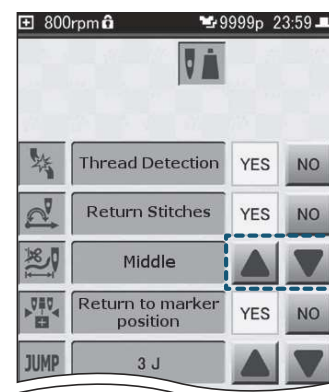 800rpm 9999p 23:59
Thread Detection YES NO
Return Stitches YES NO
Middle
Return to marker
position YES NO
JUMP 3 J